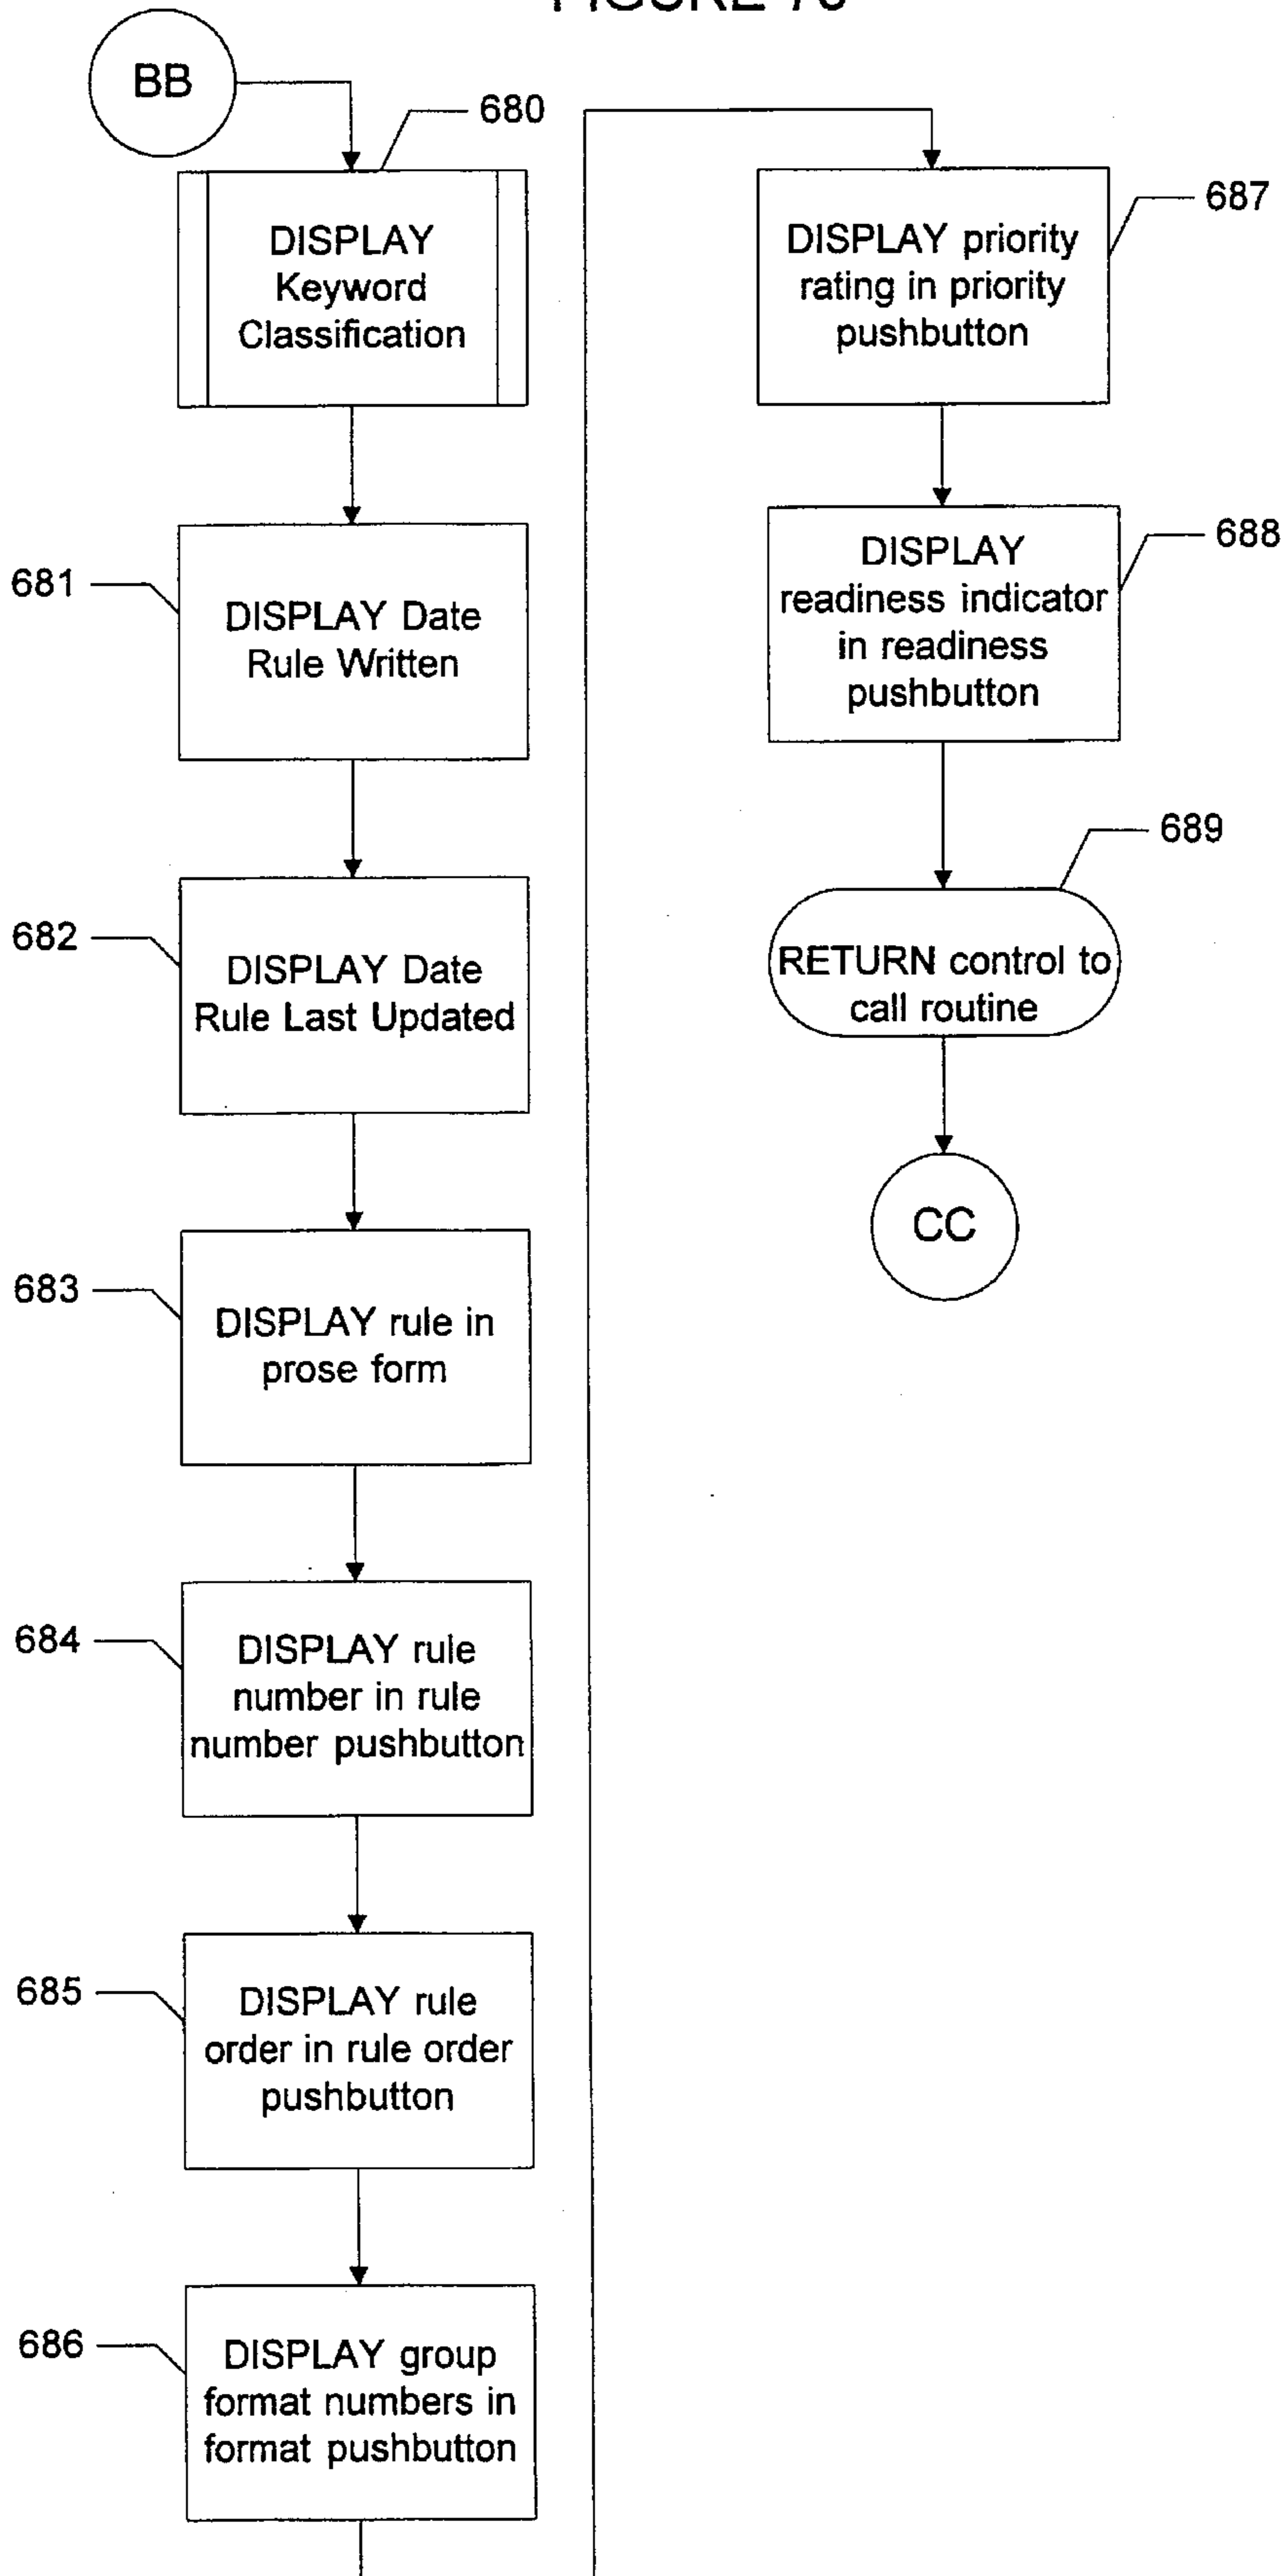 BB
680
DISPLAY
Keyword
Classification
681
DISPLAY Date
Rule Written
682
DISPLAY Date
Rule Last Updated
683
DISPLAY rule in
prose form
684
DISPLAY rule
number in rule
number pushbutton
685
DISPLAY rule
order in rule order
pushbutton
686
DISPLAY group
format numbers in
format pushbutton
687
DISPLAY priority
rating in priority
pushbutton
688
DISPLAY
readiness indicator
in readiness
pushbutton
689
RETURN control to
call routine
CC